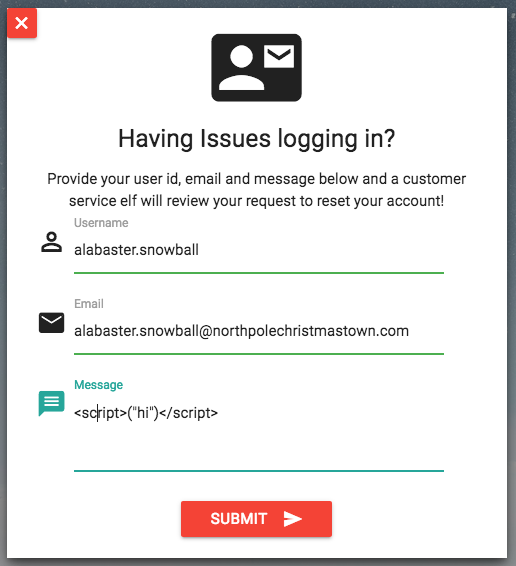 Having Issues logging in?
Provide your user id, email and message below and a customer
service elf will review your request to reset your account!
Username
alabaster.snowball
Email
alabaster.snowball@northpolechristmastown.com
Message
<script>("hi")</script>
SUBMIT